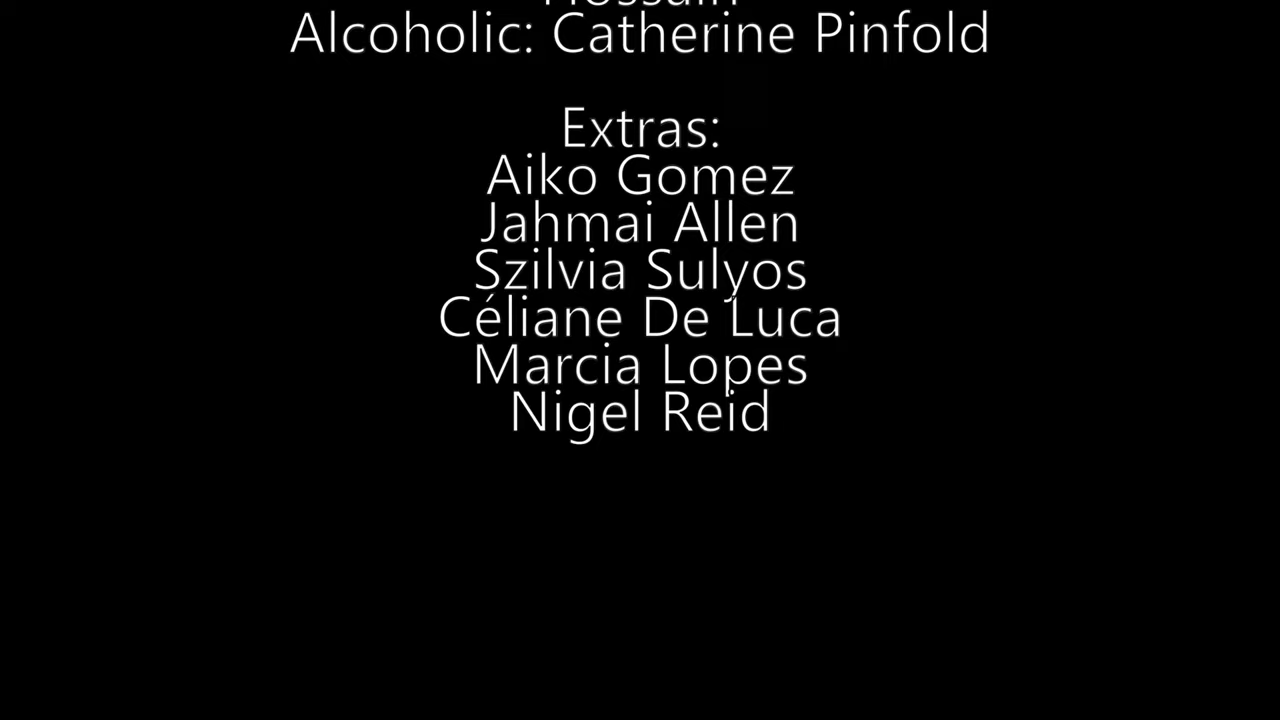 Alcoholic: Catherine Pinfold
Extras:
Aiko Gomez
Jahmai Allen
Szilvia Sulyos
Céliane De Luca
Marcia Lopes
Nigel Reid